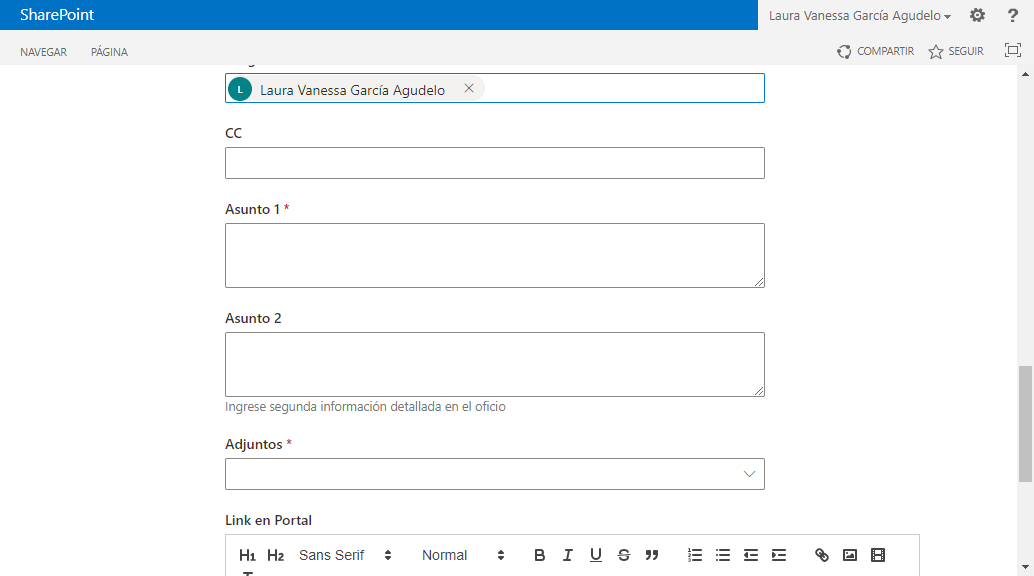 SharePoint
Laura Vanessa García Agudelo
?
NAVEGAR PÁGINA COMPARTIR SEGUIR
L Laura Vanessa García Agudelo
CC
Asunto 1 *
Asunto 2
Ingrese segunda información detallada en el oficio
Adjuntos *
Link en Portal
H1 H2 Sans Serif Normal B I U S